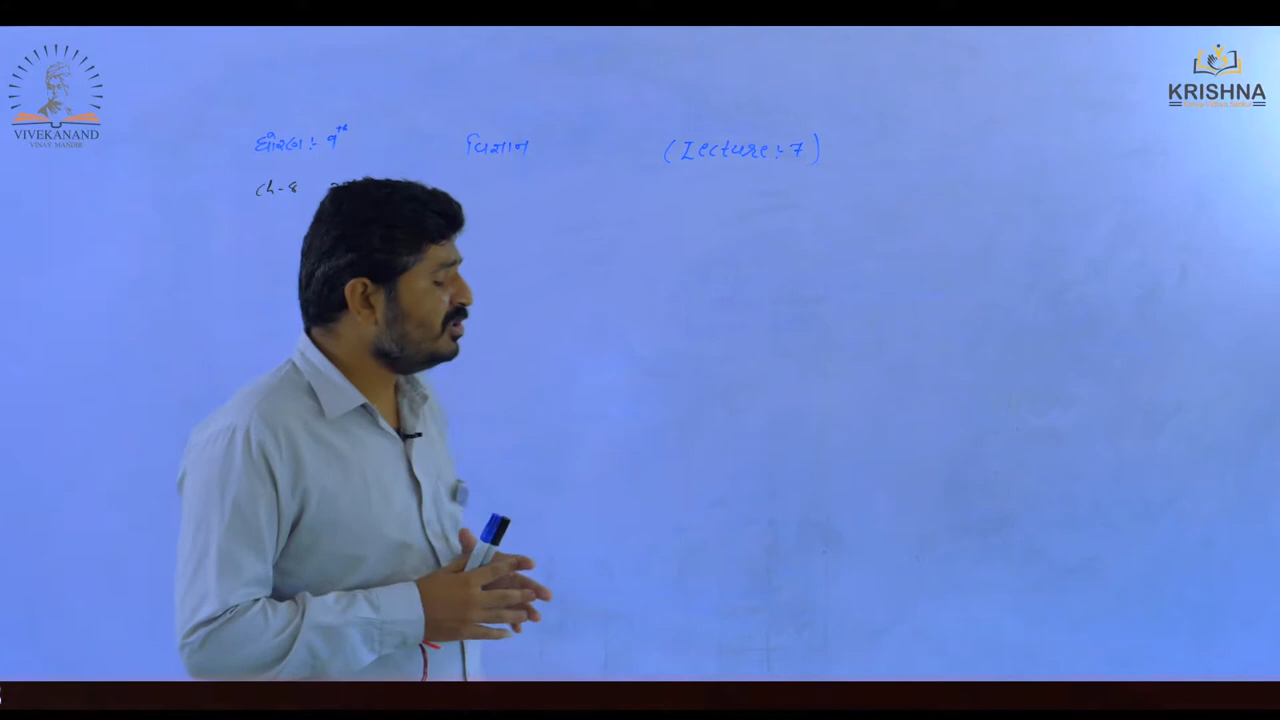 VIVEKANAND
VINAY MANDIR
KRISHNA
ધોરણ :- 9th વિજ્ઞાન (Lecture :- 7)
ch-8